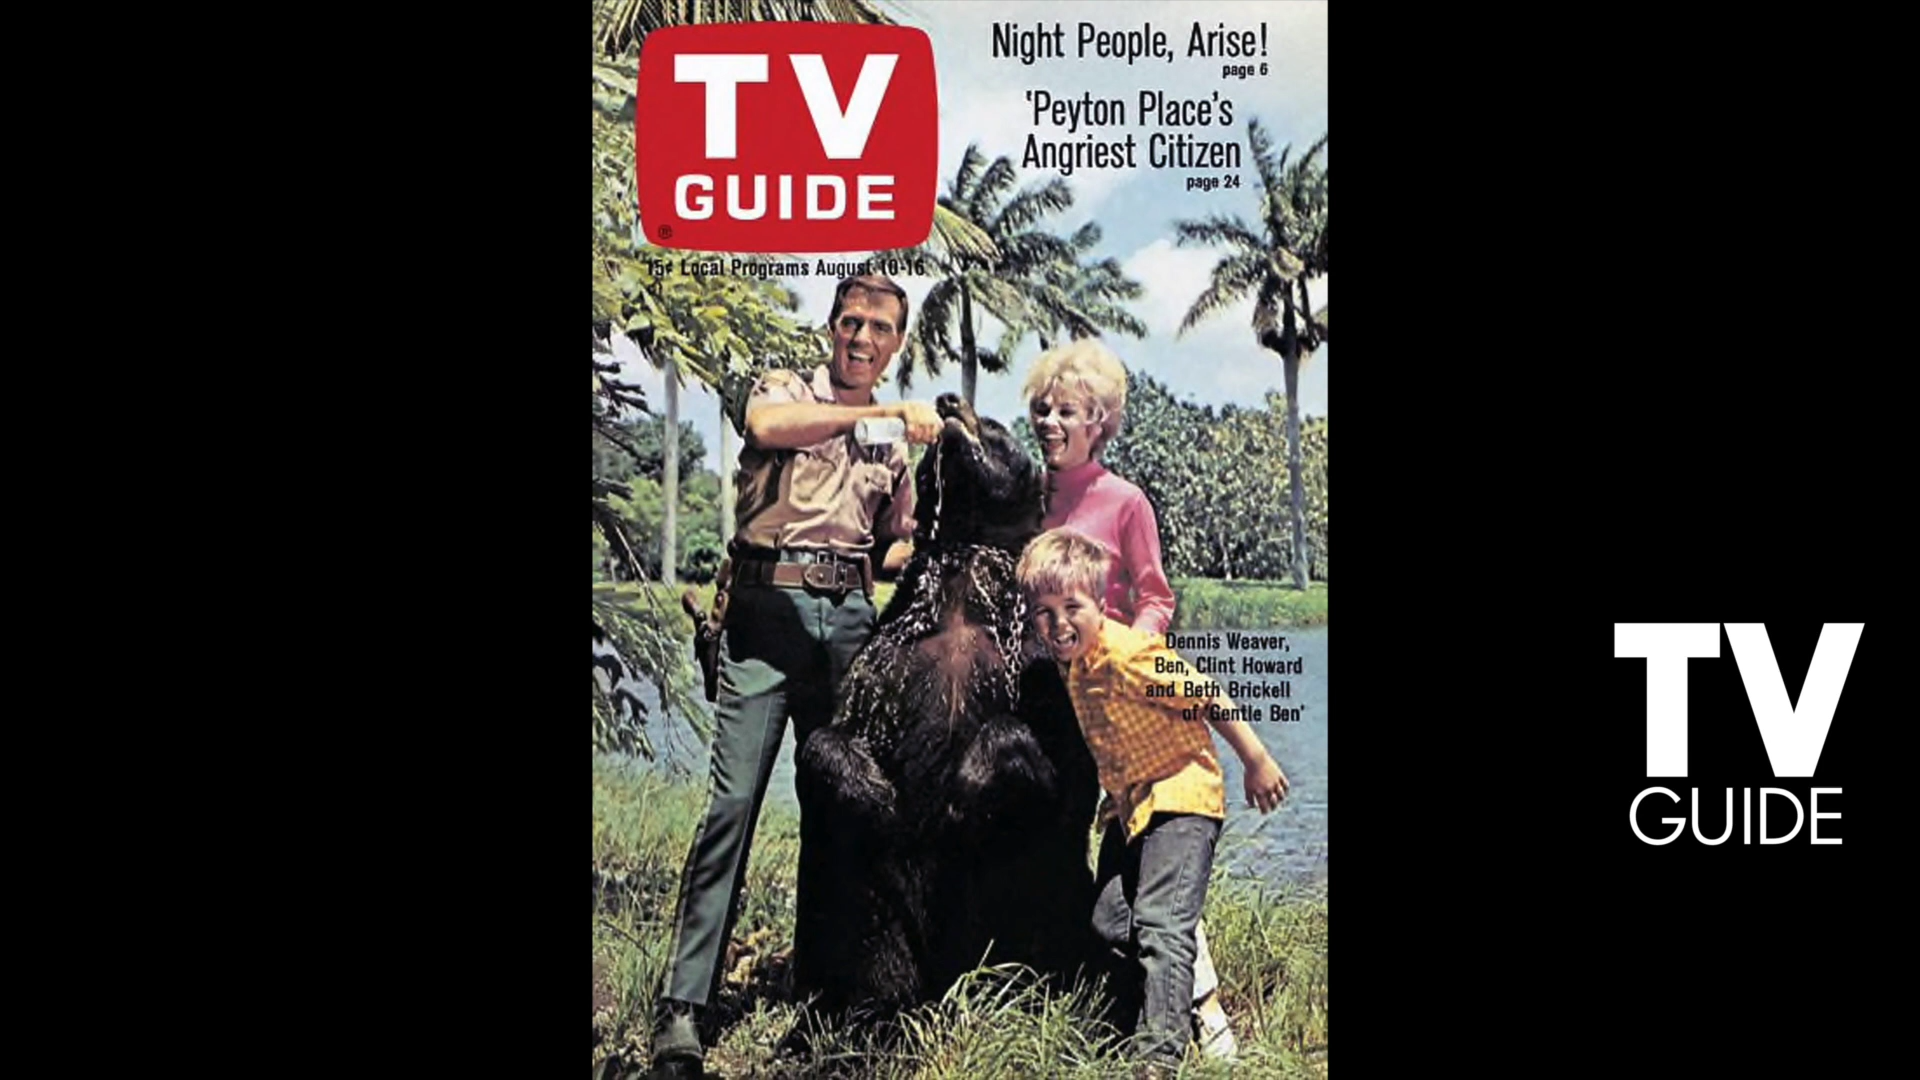 TV
GUIDE
®
15¢ Local Programs August 10-16
Night People, Arise!
page 6
'Peyton Place's
Angriest Citizen
page 24
Dennis Weaver,
Ben, Clint Howard
and Beth Brickell
of 'Gentle Ben'
TV
GUIDE